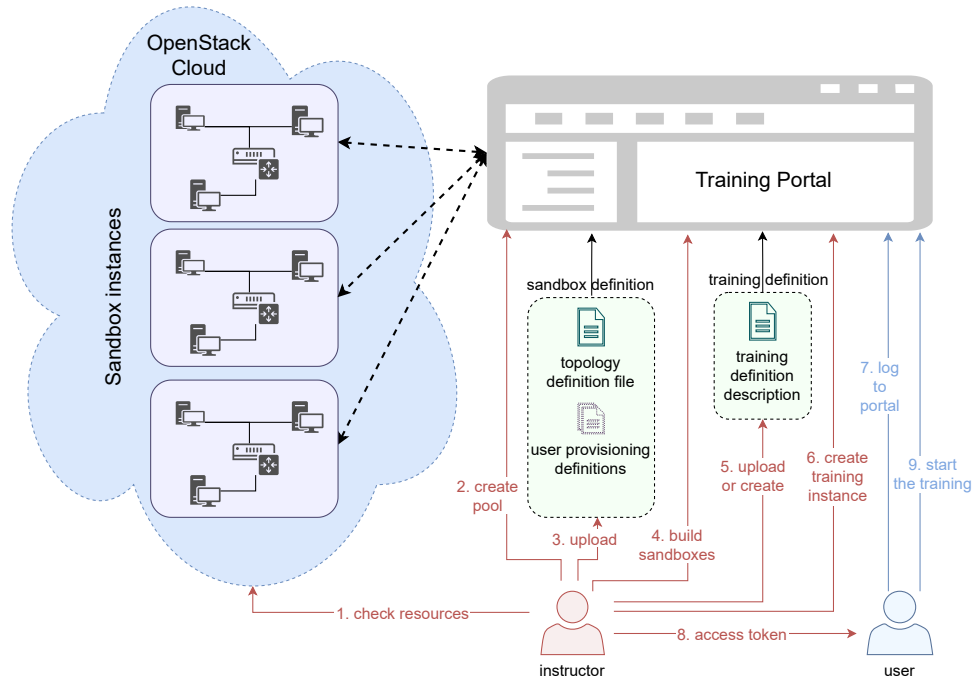 OpenStack
Cloud
Sandbox instances
Training Portal
sandbox definition
topology
definition file
user provisioning
definitions
training definition
training
definition
description
1. check resources
2. create
pool
3. upload
4. build
sandboxes
5. upload
or create
6. create
training
instance
7. log
to
portal
8. access token
9. start
the training
instructor
user